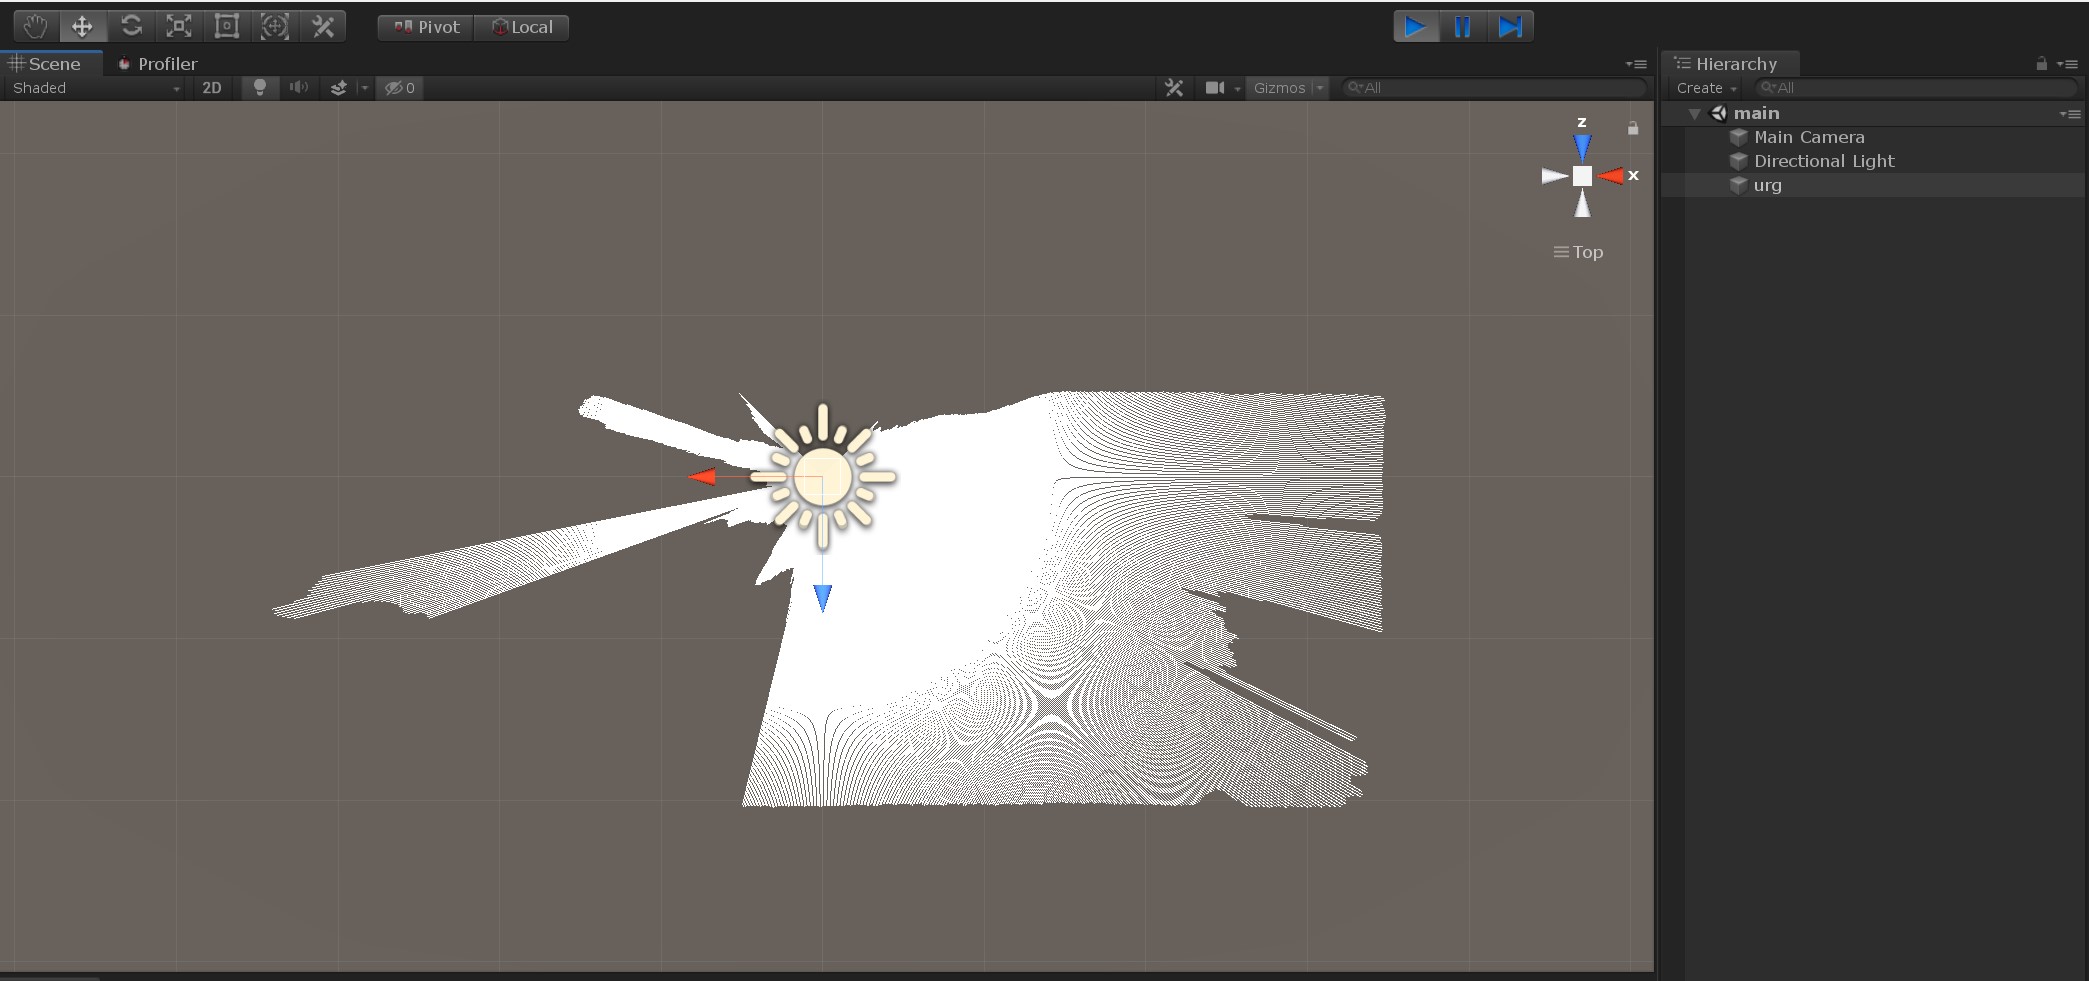 Pivot Local
Scene Profiler
Shaded 2D 0 Gizmos All
z
x
Top
Hierarchy
Create All
main
Main Camera
Directional Light
urg